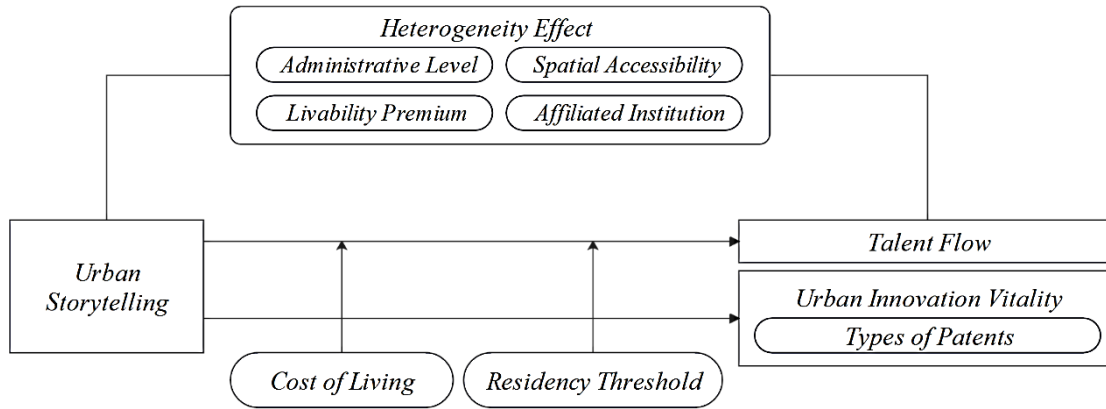 Heterogeneity Effect
Administrative Level
Spatial Accessibility
Livability Premium
Affiliated Institution
Urban
Storytelling
Talent Flow
Urban Innovation Vitality
Types of Patents
Cost of Living
Residency Threshold